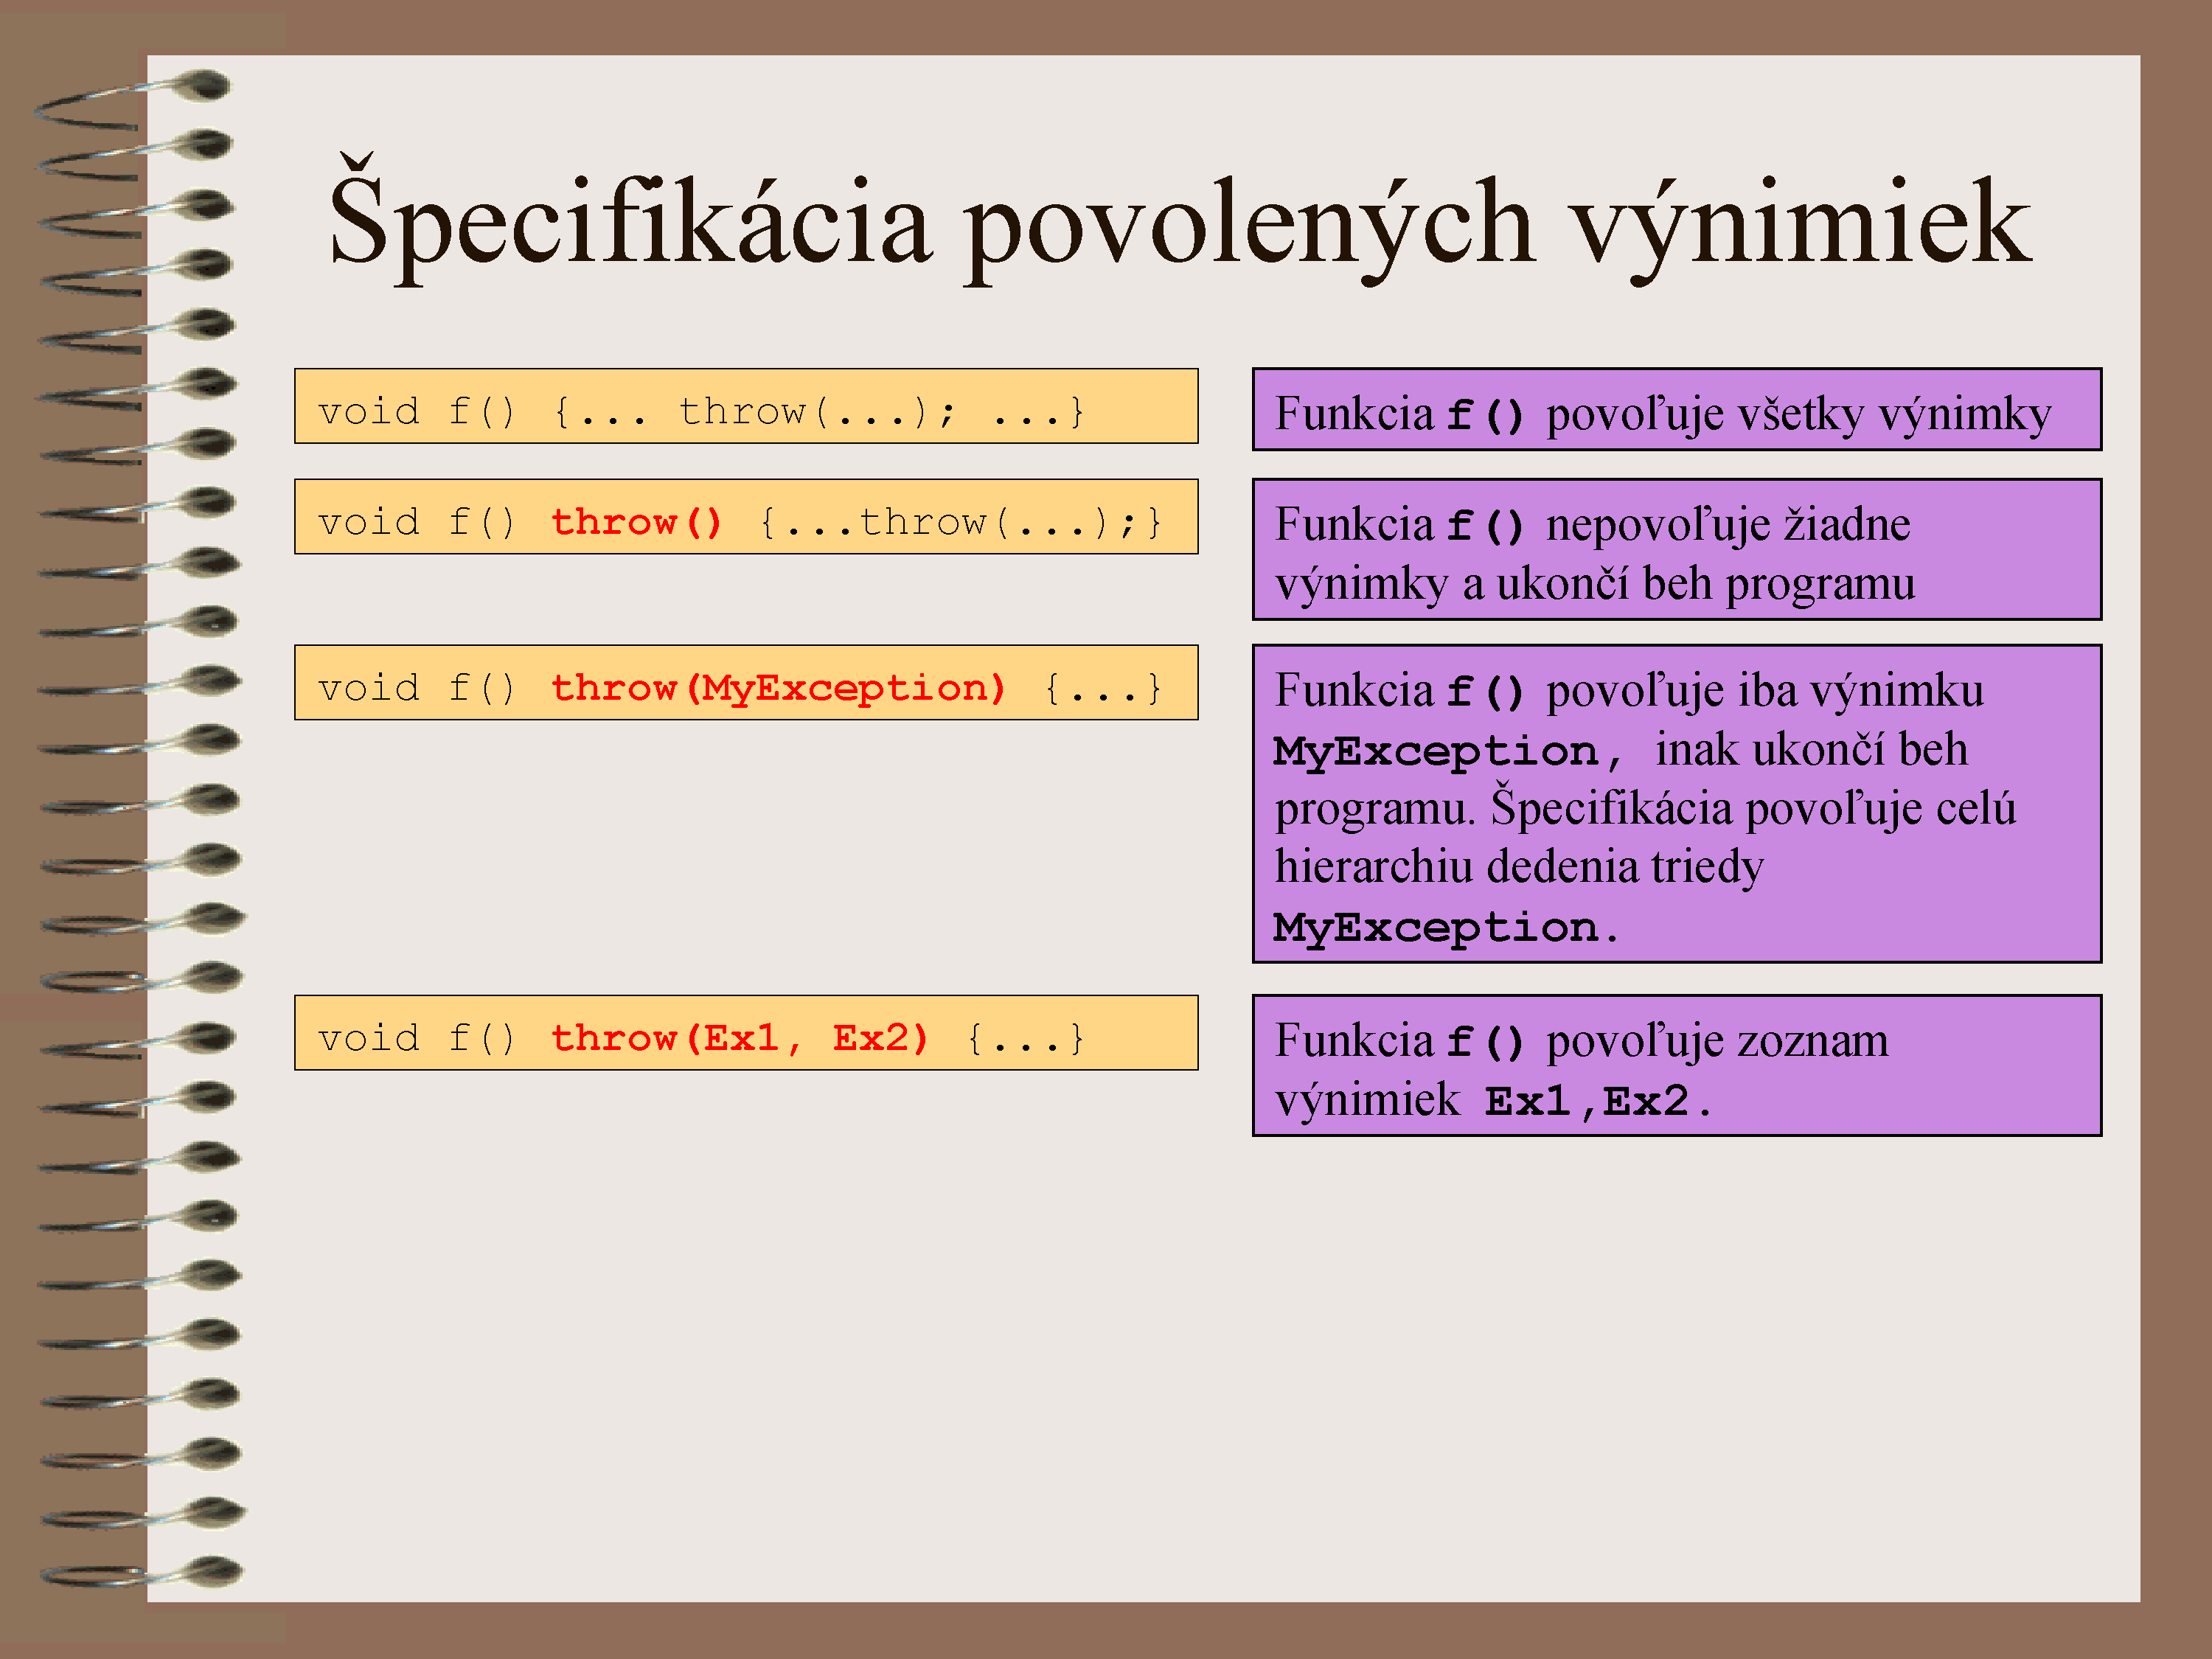 Špecifikácia povolených výnimiek
void f() {... throw(...); ...}
Funkcia f() povoľuje všetky výnimky
void f() throw() {...throw(...);}
Funkcia f() nepovoľuje žiadne
výnimky a ukončí beh programu
void f() throw(MyException) {...}
Funkcia f() povoľuje iba výnimku
MyException, inak ukončí beh
programu. Špecifikácia povoľuje celú
hierarchiu dedenia triedy
MyException.
void f() throw(Ex1, Ex2) {...}
Funkcia f() povoľuje zoznam
výnimiek Ex1,Ex2.